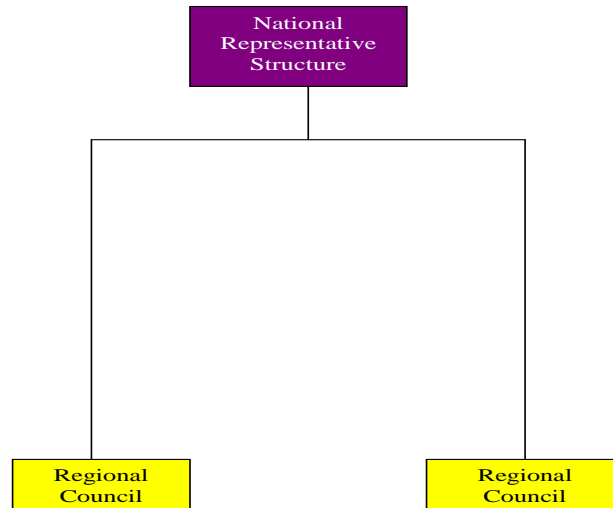 National
Representative
Structure
Regional
Council
Regional
Council